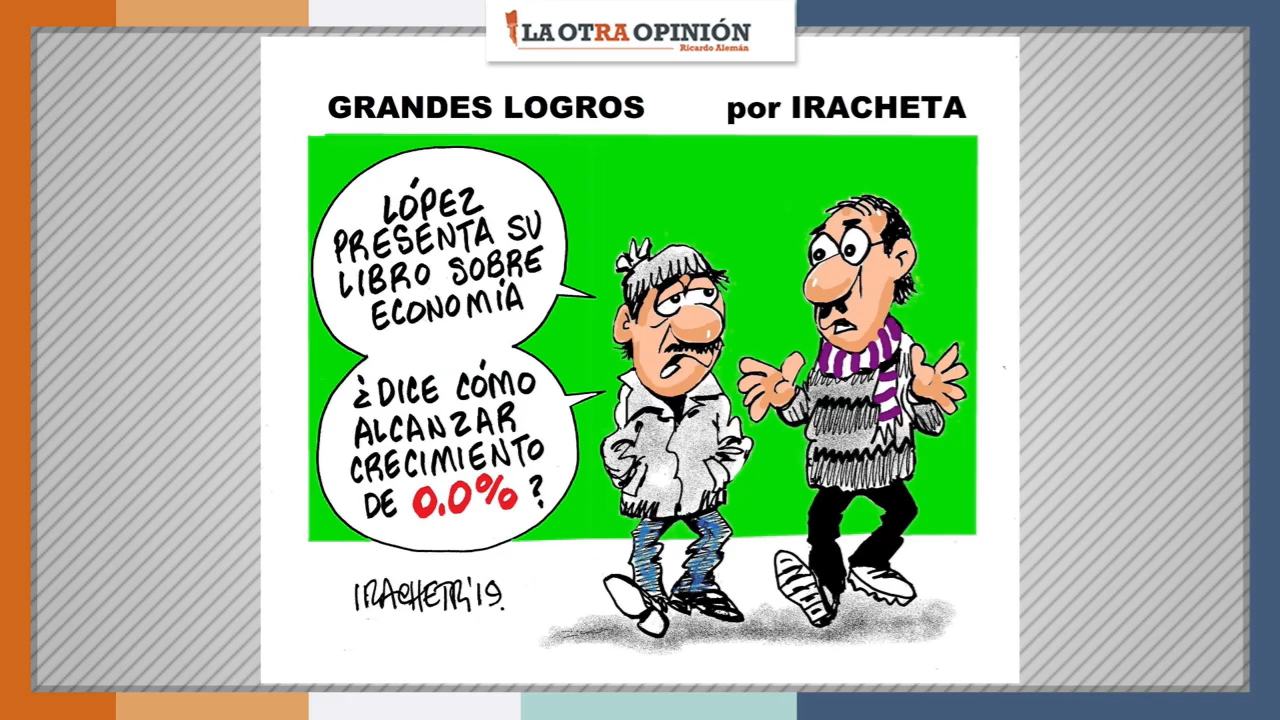 LA OTRA OPINIÓN
Ricardo Alemán
GRANDES LOGROS por IRACHETA
LÓPEZ
PRESENTA SU
LIBRO SOBRE
ECONOMÍA
¿DICE CÓMO
ALCANZAR
CRECIMIENTO
DE 0.0% ?
IRACHETA'19.